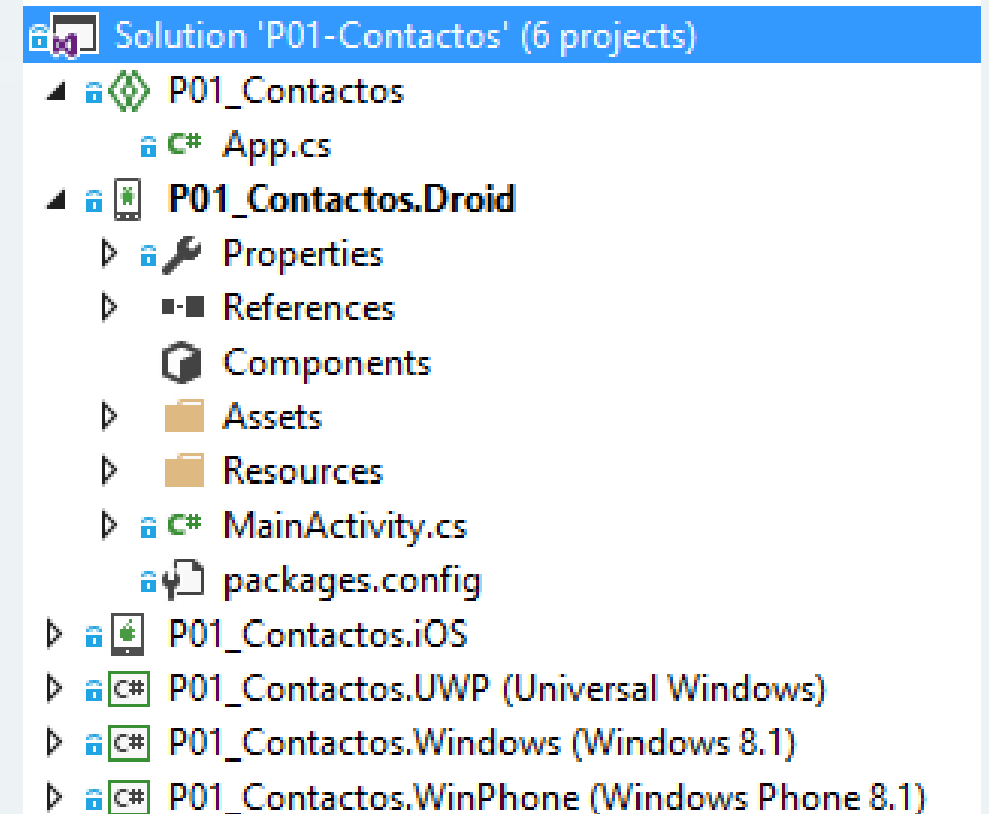 Solution 'P01-Contactos' (6 projects)
P01_Contactos
C# App.cs
P01_Contactos.Droid
Properties
References
Components
Assets
Resources
C# MainActivity.cs
packages.config
P01_Contactos.iOS
C# P01_Contactos.UWP (Universal Windows)
C# P01_Contactos.Windows (Windows 8.1)
C# P01_Contactos.WinPhone (Windows Phone 8.1)